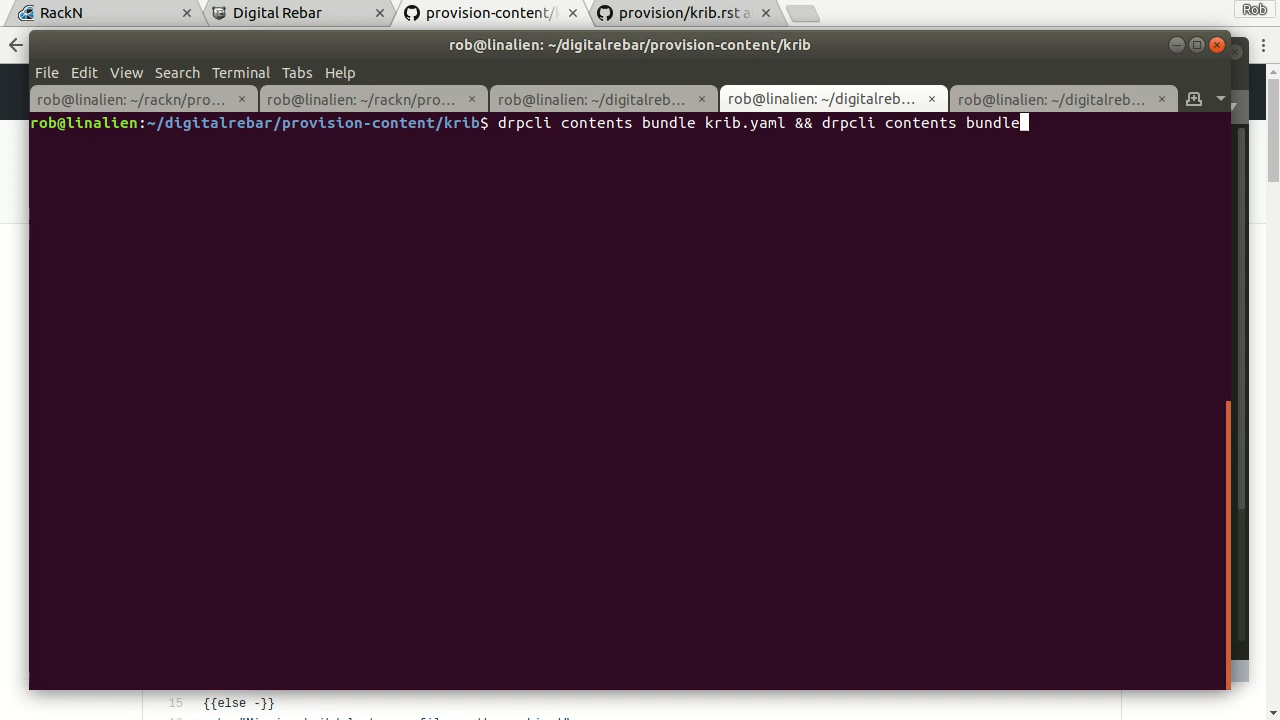 RackN
Digital Rebar
provision-content/
provision/krib.rst a
Rob
rob@linalien: ~/digitalrebar/provision-content/krib
File Edit View Search Terminal Tabs Help
rob@linalien: ~/rackn/pro...
rob@linalien: ~/rackn/pro...
rob@linalien: ~/digitalreb...
rob@linalien: ~/digitalreb...
rob@linalien: ~/digitalreb...
rob@linalien:~/digitalrebar/provision-content/krib$ drpcli contents bundle krib.yaml && drpcli contents bundle
15 {{else -}}